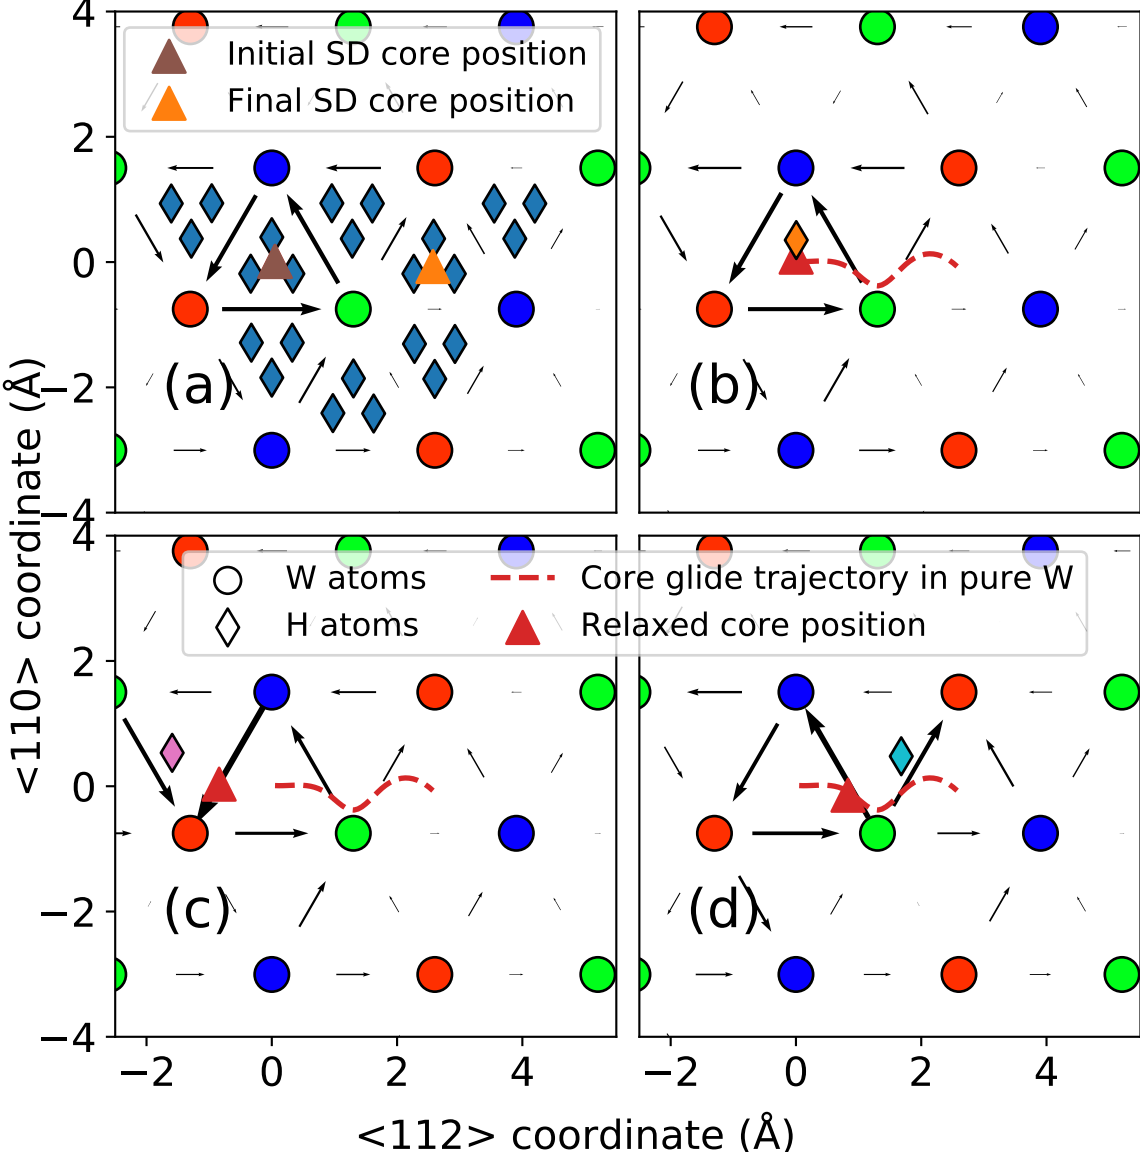 4
Initial SD core position
Final SD core position
2
0
−2
(a)
(b)
−4
<110> coordinate (Å)
4
W atoms
Core glide trajectory in pure W
H atoms
Relaxed core position
2
0
−2
(c)
(d)
−4
−2 0 2 4
−2 0 2 4
<112> coordinate (Å)